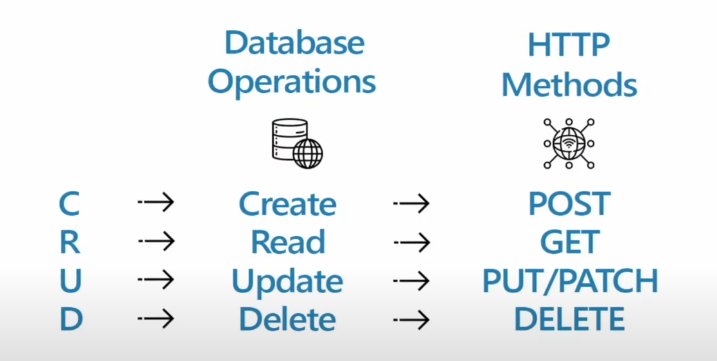 Database
Operations
HTTP
Methods
C → Create → POST
R → Read → GET
U → Update → PUT/PATCH
D → Delete → DELETE